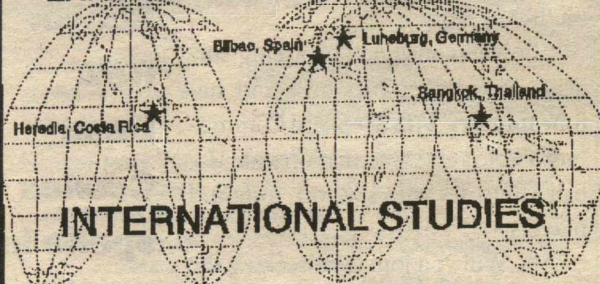 Bilbao, Spain
Luneburg, Germany
Bangkok, Thailand
Heredia, Costa Rica
INTERNATIONAL STUDIES